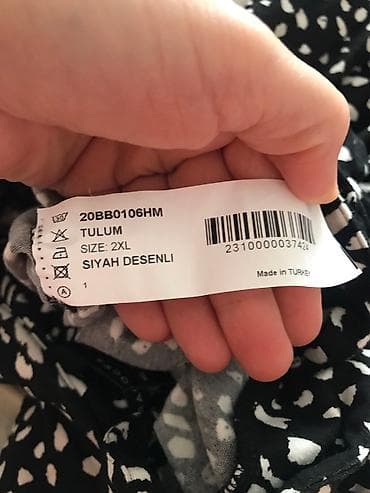 20BB0106HM
TULUM
SIZE: 2XL
SIYAH DESENLI
1
A
2310000037424
Made in TURKEY